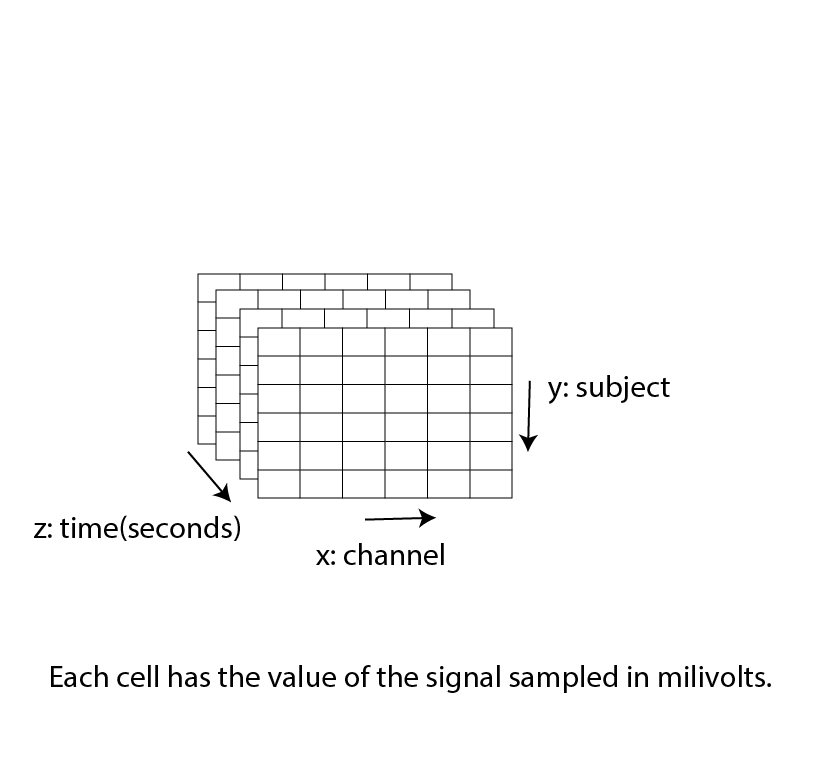 y: subject
z: time(seconds)
x: channel
Each cell has the value of the signal sampled in milivolts.